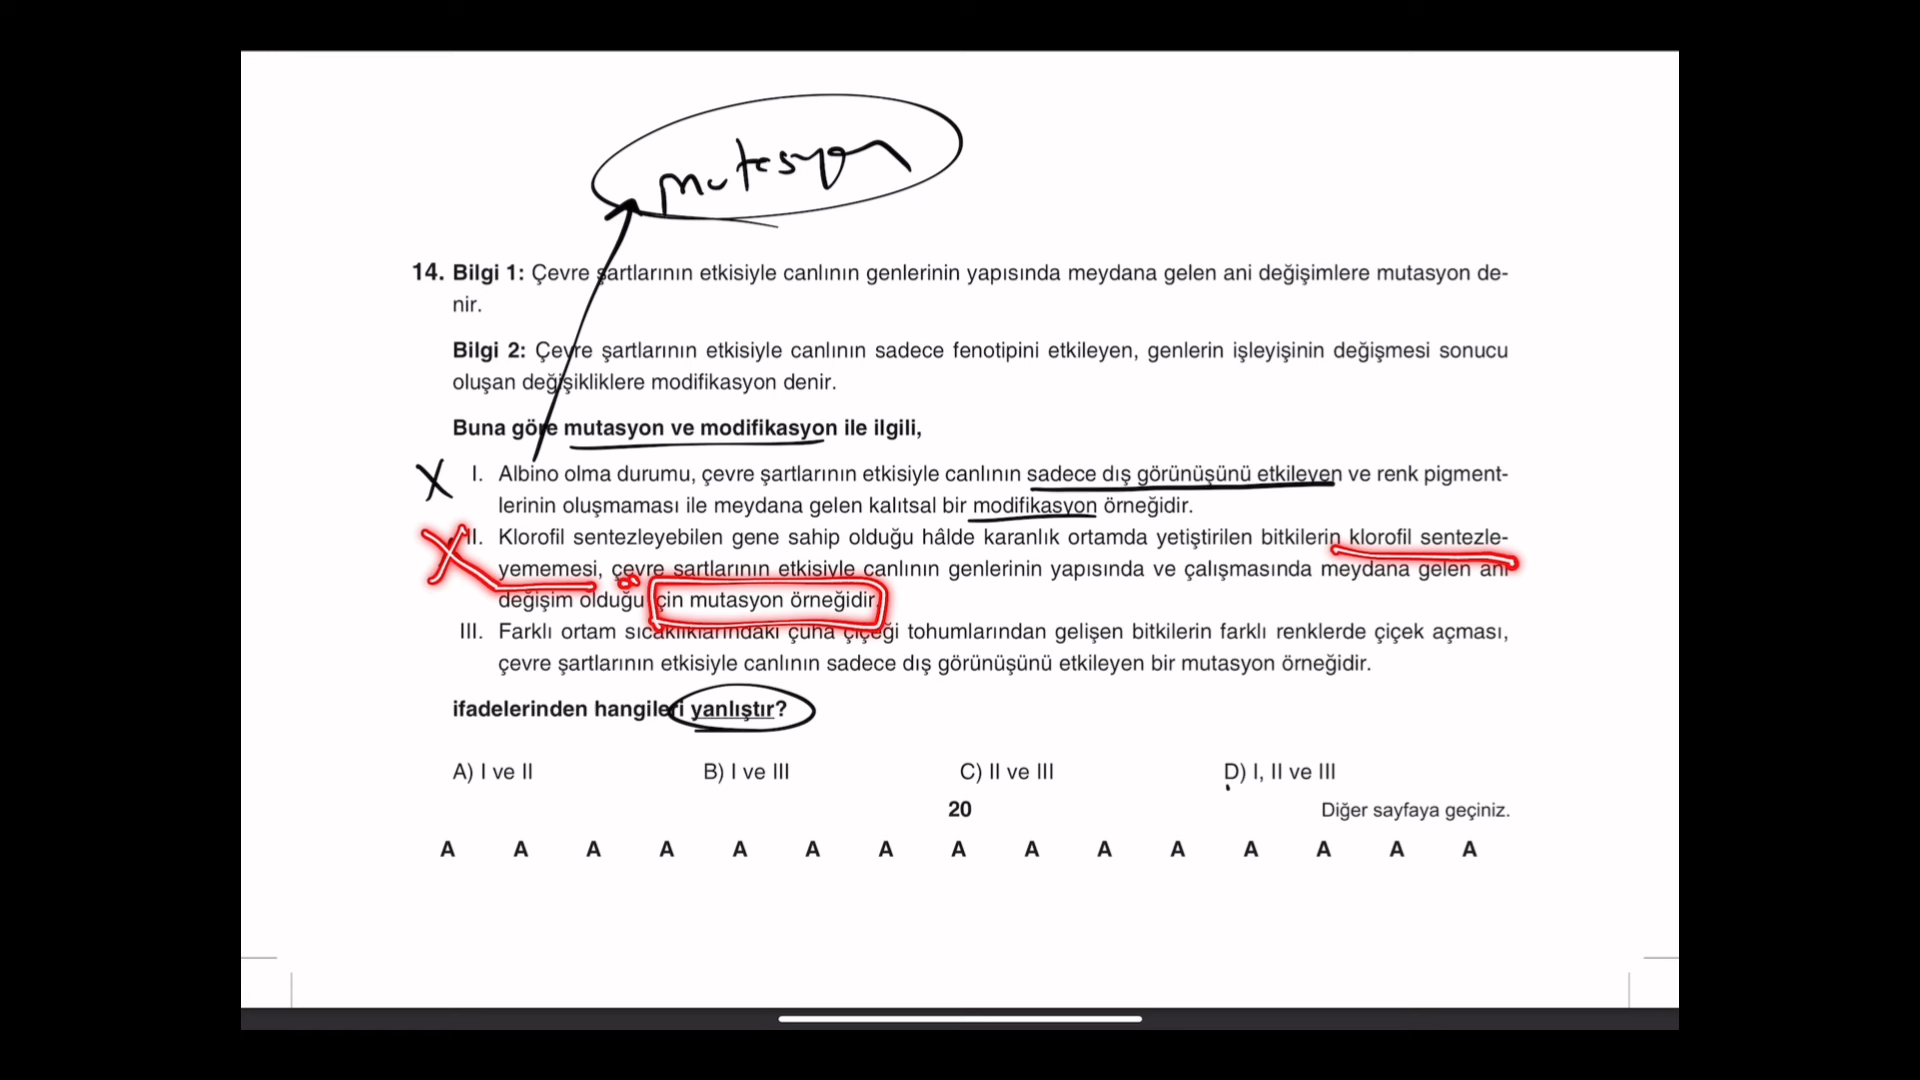 mutasyon
14. Bilgi 1: Çevre şartlarının etkisiyle canlının genlerinin yapısında meydana gelen ani değişimlere mutasyon de-
nir.
Bilgi 2: Çevre şartlarının etkisiyle canlının sadece fenotipini etkileyen, genlerin işleyişinin değişmesi sonucu
oluşan değişikliklere modifikasyon denir.
Buna göre mutasyon ve modifikasyon ile ilgili,
X I. Albino olma durumu, çevre şartlarının etkisiyle canlının sadece dış görünüşünü etkileyen ve renk pigment-
lerinin oluşmaması ile meydana gelen kalıtsal bir modifikasyon örneğidir.
X II. Klorofil sentezleyebilen gene sahip olduğu hâlde karanlık ortamda yetiştirilen bitkilerin klorofil sentezle-
yememesi, çevre şartlarının etkisiyle canlının genlerinin yapısında ve çalışmasında meydana gelen ani
değişim olduğu için mutasyon örneğidir.
III. Farklı ortam sıcaklıklarındaki çuha çiçeği tohumlarından gelişen bitkilerin farklı renklerde çiçek açması,
çevre şartlarının etkisiyle canlının sadece dış görünüşünü etkileyen bir mutasyon örneğidir.
ifadelerinden hangileri yanlıştır?
A) I ve II B) I ve III C) II ve III D) I, II ve III
20
Diğer sayfaya geçiniz.
A A A A A A A A A A A A A A A